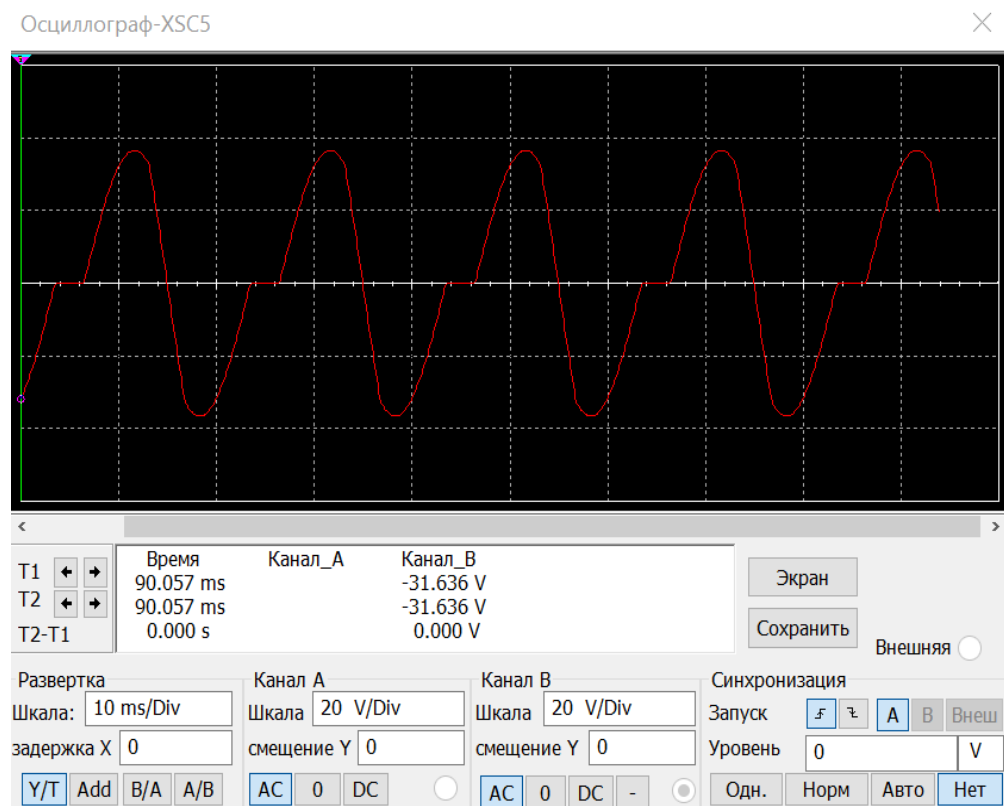 Осциллограф-XSC5
Время Канал_A Канал_B
T1 90.057 ms -31.636 V
T2 90.057 ms -31.636 V
T2-T1 0.000 s 0.000 V
Экран
Сохранить
Внешняя
Развертка Канал A Канал B Синхронизация
Шкала: 10 ms/Div Шкала 20 V/Div Шкала 20 V/Div Запуск A B Внеш
задержка X 0 смещение Y 0 смещение Y 0 Уровень 0 V
Y/T Add B/A A/B AC 0 DC AC 0 DC - Одн. Норм Авто Нет